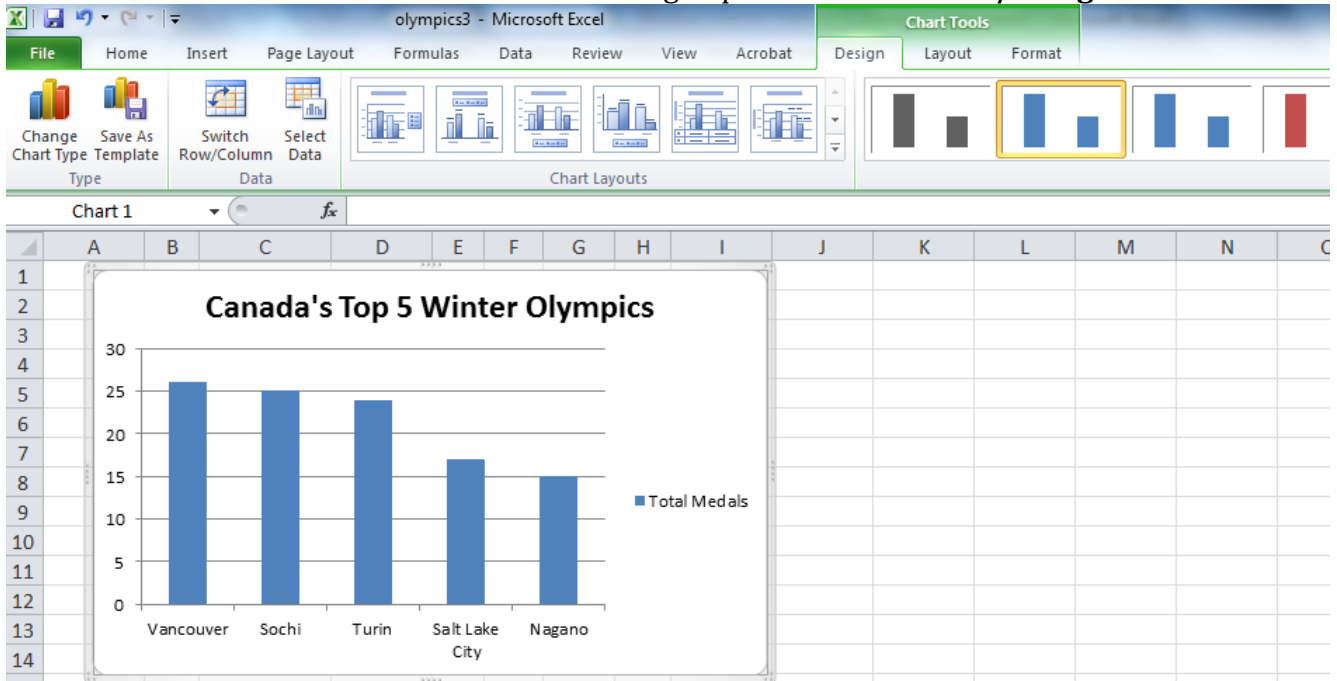 olympics3 - Microsoft Excel
Chart Tools
File Home Insert Page Layout Formulas Data Review View Acrobat Design Layout Format
Change Chart Type
Save As Template
Switch Row/Column
Select Data
Type
Data
Chart Layouts
Chart 1
fx
A B C D E F G H I J K L M N
1
2
3
4
5
6
7
8
9
10
11
12
13
14
Canada's Top 5 Winter Olympics
30
25
20
15
10
5
0
Vancouver Sochi Turin Salt Lake City Nagano
Total Medals